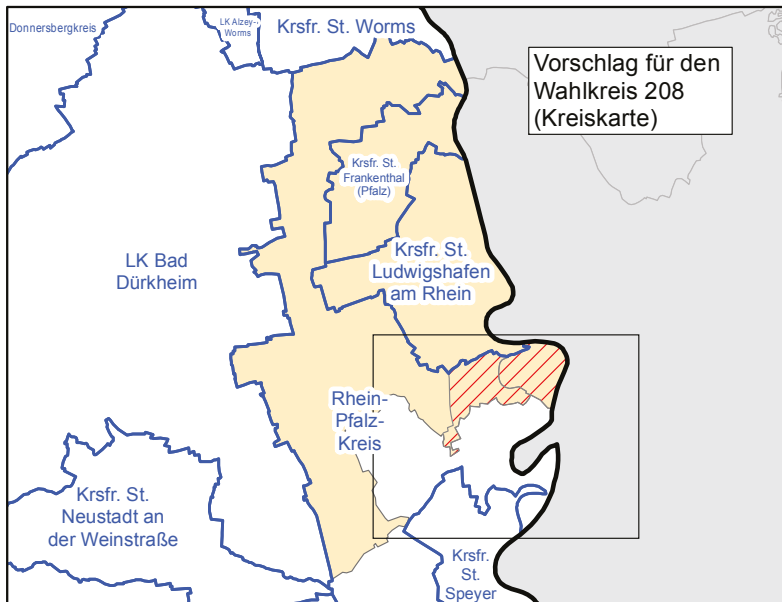 Donnersbergkreis
LK Alzey-
Worms
Krsfr. St. Worms
Vorschlag für den
Wahlkreis 208
(Kreiskarte)
Krsfr. St.
Frankenthal
(Pfalz)
LK Bad
Dürkheim
Krsfr. St.
Ludwigshafen
am Rhein
Rhein-
Pfalz-
Kreis
Krsfr. St.
Neustadt an
der Weinstraße
Krsfr. St.
Speyer